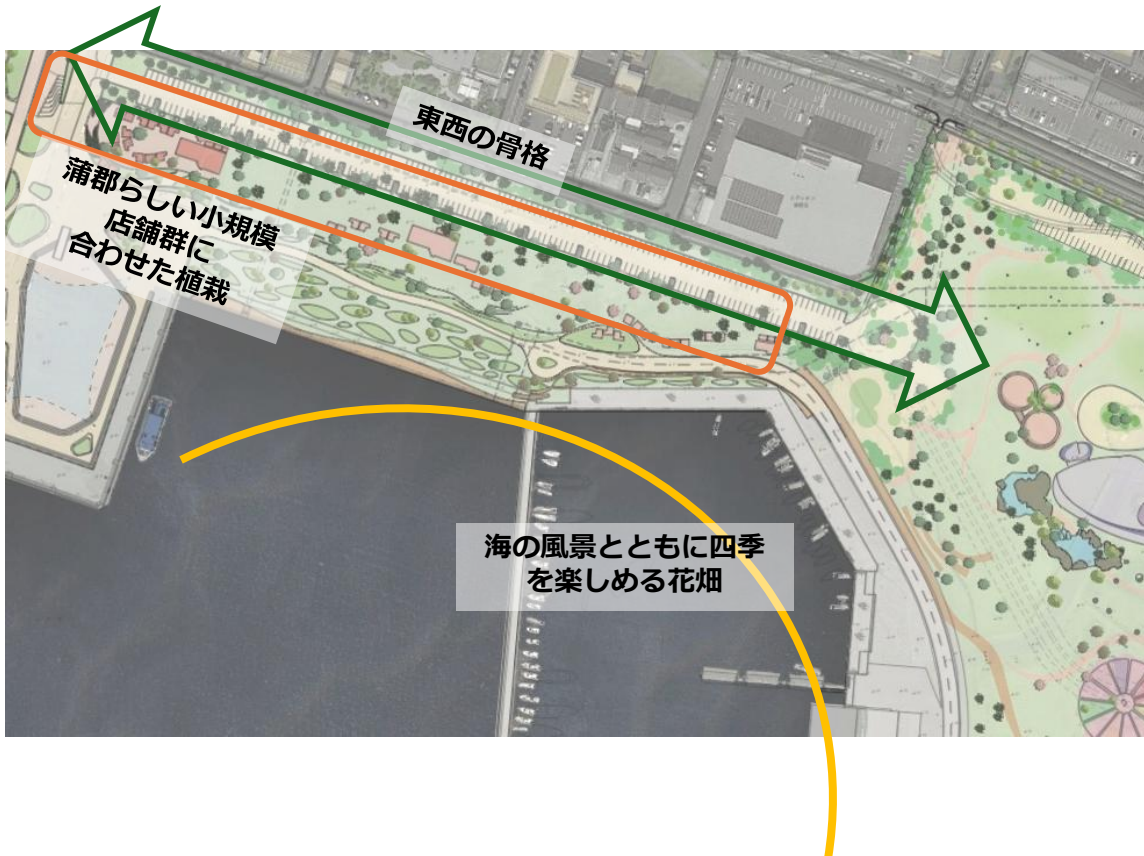 東西の骨格
蒲郡らしい小規模
店舗群に
合わせた植栽
海の風景とともに四季
を楽しめる花畑